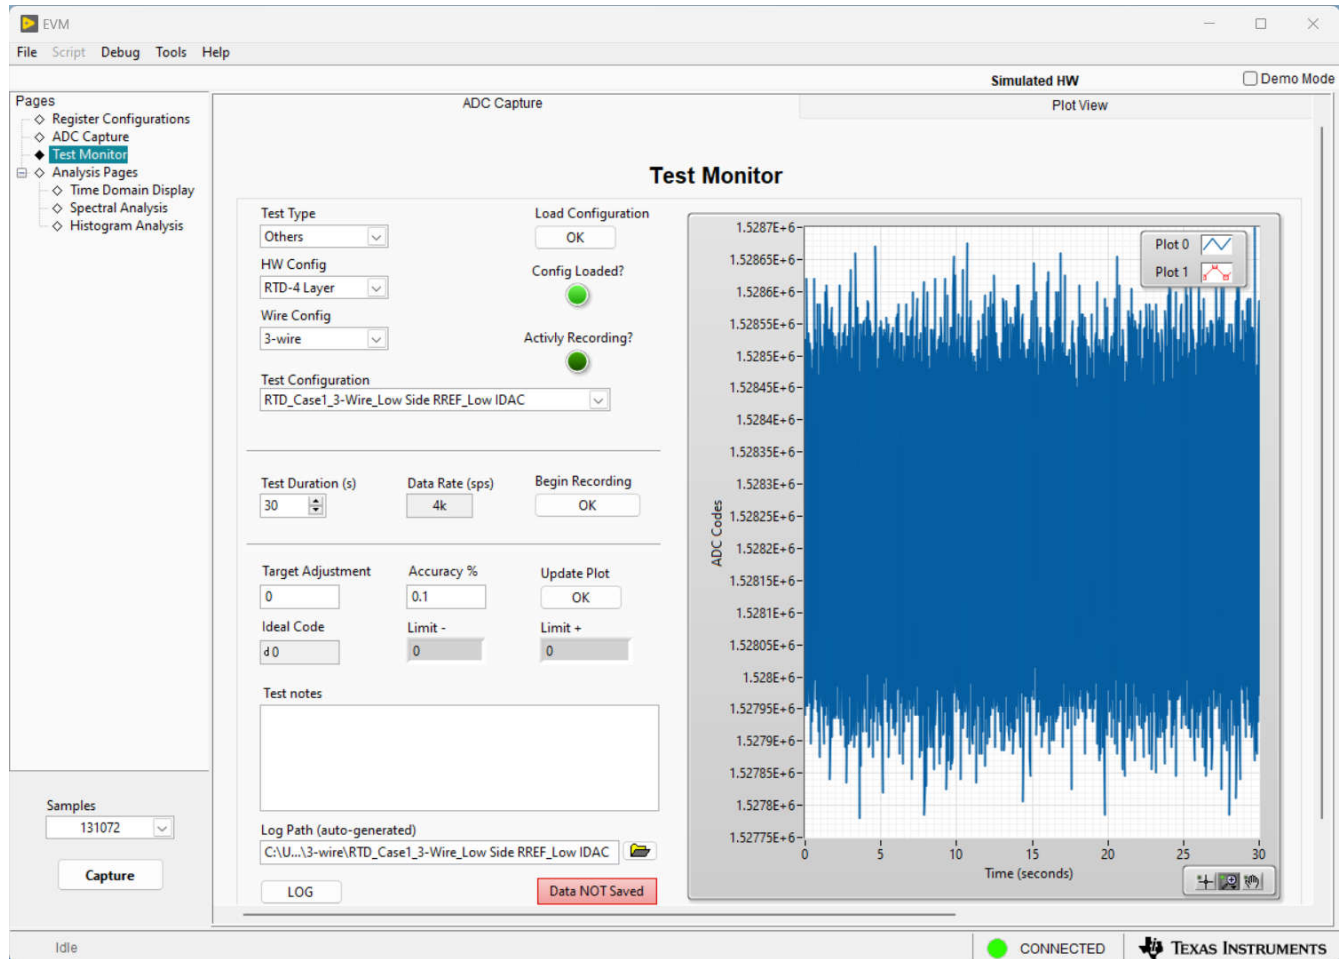 EVM
File Script Debug Tools Help
Simulated HW Demo Mode
Pages
Register Configurations
ADC Capture
Test Monitor
Analysis Pages
Time Domain Display
Spectral Analysis
Histogram Analysis
Samples
131072
Capture
ADC Capture Plot View
Test Monitor
Test Type Load Configuration
Others OK
HW Config Config Loaded?
RTD-4 Layer
Wire Config
3-wire Activly Recording?
Test Configuration
RTD_Case1_3-Wire_Low Side RREF_Low IDAC
Test Duration (s) Data Rate (sps) Begin Recording
30 4k OK
Target Adjustment Accuracy % Update Plot
0 0.1 OK
Ideal Code Limit - Limit +
d 0 0 0
Test notes
Log Path (auto-generated)
C:\U...\3-wire\RTD_Case1_3-Wire_Low Side RREF_Low IDAC
LOG Data NOT Saved
Plot 0
Plot 1
ADC Codes
1.5287E+6
1.52865E+6
1.5286E+6
1.52855E+6
1.5285E+6
1.52845E+6
1.5284E+6
1.52835E+6
1.5283E+6
1.52825E+6
1.5282E+6
1.52815E+6
1.5281E+6
1.52805E+6
1.528E+6
1.52795E+6
1.5279E+6
1.52785E+6
1.5278E+6
1.52775E+6
0 5 10 15 20 25 30
Time (seconds)
Idle CONNECTED TEXAS INSTRUMENTS